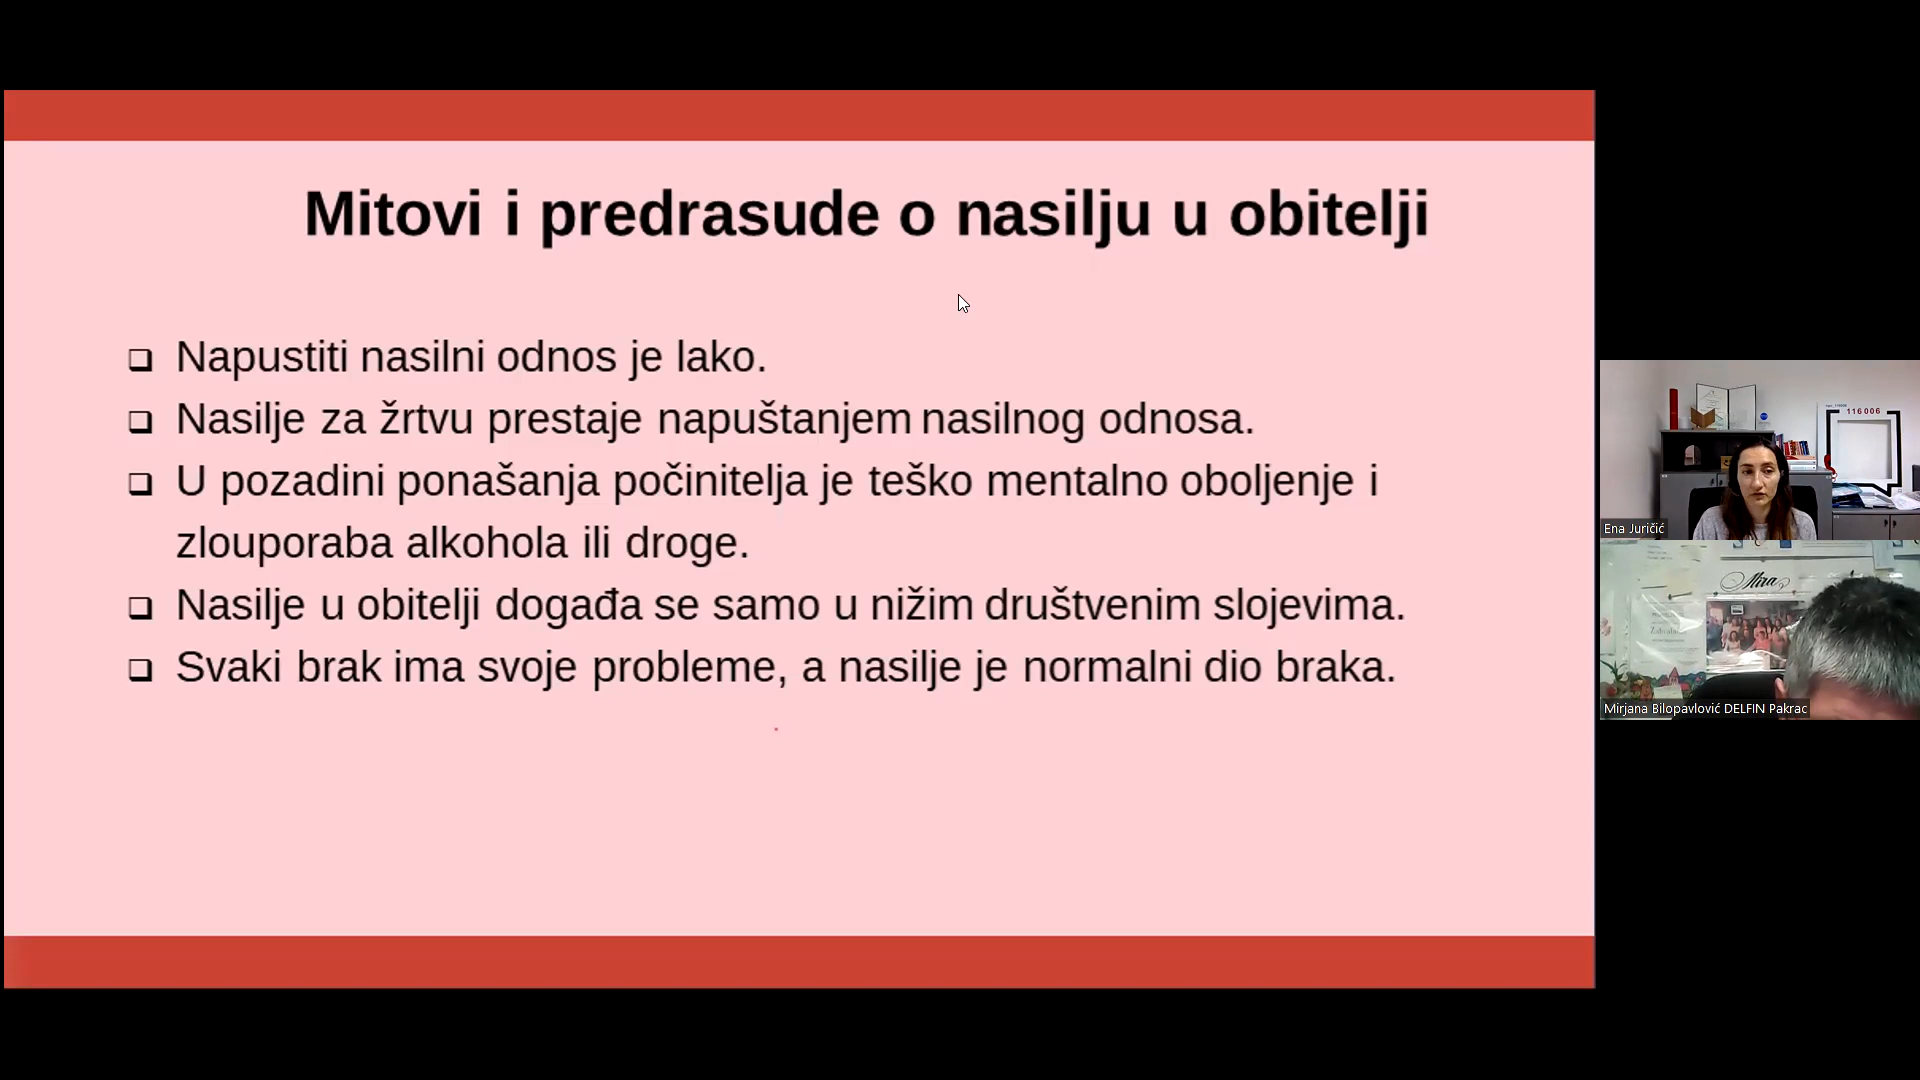 Mitovi i predrasude o nasilju u obitelji
❑ Napustiti nasilni odnos je lako.
❑ Nasilje za žrtvu prestaje napuštanjem nasilnog odnosa.
❑ U pozadini ponašanja počinitelja je teško mentalno oboljenje i
zlouporaba alkohola ili droge.
❑ Nasilje u obitelji događa se samo u nižim društvenim slojevima.
❑ Svaki brak ima svoje probleme, a nasilje je normalni dio braka.
116 006
Ena Juričić
Mira
Mirjana Bilopavlović DELFIN Pakrac